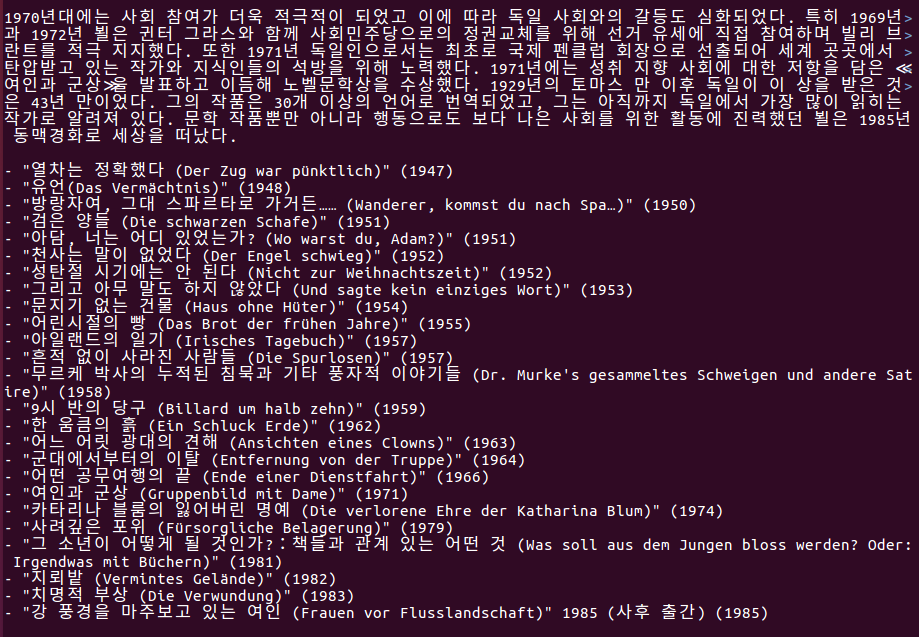 1970년대에는 사회 참여가 더욱 적극적이 되었고 이에 따라 독일 사회와의 갈등도 심화되었다. 특히 1969년>
과 1972년 뵐은 귄터 그라스와 함께 사회민주당으로의 정권교체를 위해 선거 유세에 직접 참여하며 빌리 브>
란트를 적극 지지했다. 또한 1971년 독일인으로서는 최초로 국제 펜클럽 회장으로 선출되어 세계 곳곳에서 >
탄압받고 있는 작가와 지식인들의 석방을 위해 노력했다. 1971년에는 성취 지향 사회에 대한 저항을 담은 ≪
여인과 군상≫을 발표하고 이듬해 노벨문학상을 수상했다. 1929년의 토마스 만 이후 독일이 이 상을 받은 것>
은 43년 만이었다. 그의 작품은 30개 이상의 언어로 번역되었고, 그는 아직까지 독일에서 가장 많이 읽히는 
작가로 알려져 있다. 문학 작품뿐만 아니라 행동으로도 보다 나은 사회를 위한 활동에 진력했던 뵐은 1985년
동맥경화로 세상을 떠났다.

- "열차는 정확했다 (Der Zug war pünktlich)" (1947)
- "유언(Das Vermächtnis)" (1948)
- "방랑자여, 그대 스파르타로 가거든…… (Wanderer, kommst du nach Spa…)" (1950)
- "검은 양들 (Die schwarzen Schafe)" (1951)
- "아담, 너는 어디 있었는가? (Wo warst du, Adam?)" (1951)
- "천사는 말이 없었다 (Der Engel schwieg)" (1952)
- "성탄절 시기에는 안 된다 (Nicht zur Weihnachtszeit)" (1952)
- "그리고 아무 말도 하지 않았다 (Und sagte kein einziges Wort)" (1953)
- "문지기 없는 건물 (Haus ohne Hüter)" (1954)
- "어린시절의 빵 (Das Brot der frühen Jahre)" (1955)
- "아일랜드의 일기 (Irisches Tagebuch)" (1957)
- "흔적 없이 사라진 사람들 (Die Spurlosen)" (1957)
- "무르케 박사의 누적된 침묵과 기타 풍자적 이야기들 (Dr. Murke's gesammeltes Schweigen und andere Sat
ire)" (1958)
- "9시 반의 당구 (Billard um halb zehn)" (1959)
- "한 움큼의 흙 (Ein Schluck Erde)" (1962)
- "어느 어릿 광대의 견해 (Ansichten eines Clowns)" (1963)
- "군대에서부터의 이탈 (Entfernung von der Truppe)" (1964)
- "어떤 공무여행의 끝 (Ende einer Dienstfahrt)" (1966)
- "여인과 군상 (Gruppenbild mit Dame)" (1971)
- "카타리나 블룸의 잃어버린 명예 (Die verlorene Ehre der Katharina Blum)" (1974)
- "사려깊은 포위 (Fürsorgliche Belagerung)" (1979)
- "그 소년이 어떻게 될 것인가?：책들과 관계 있는 어떤 것 (Was soll aus dem Jungen bloss werden? Oder:
Irgendwas mit Büchern)" (1981)
- "지뢰밭 (Vermintes Gelände)" (1982)
- "치명적 부상 (Die Verwundung)" (1983)
- "강 풍경을 마주보고 있는 여인 (Frauen vor Flusslandschaft)" 1985 (사후 출간) (1985)